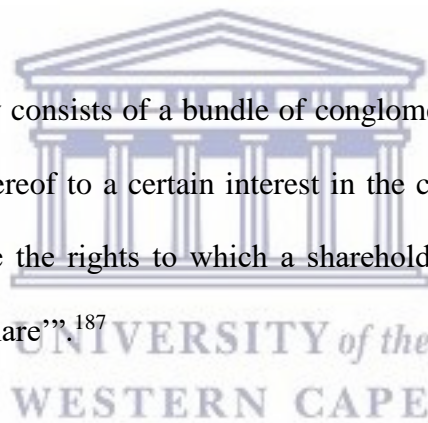 consists of a bundle of conglom
ereof to a certain interest in the c
the rights to which a sharehold
are’”.187
UNIVERSITY of the
WESTERN CAPE